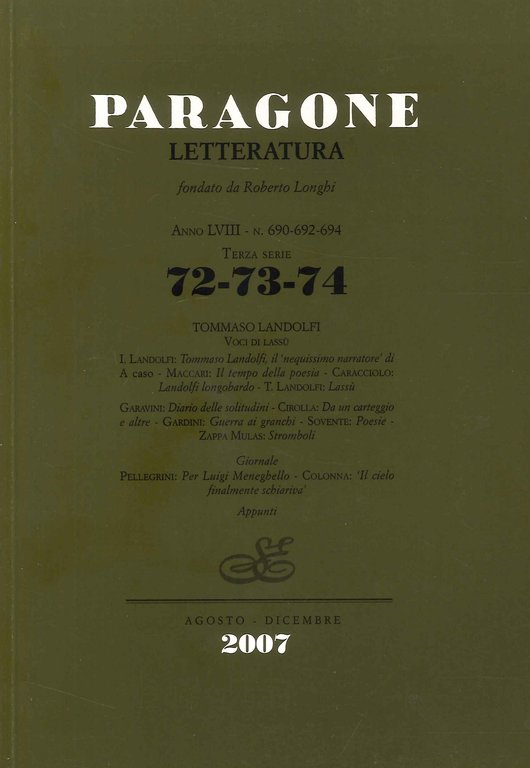 PARAGONE
LETTERATURA
fondato da Roberto Longhi
ANNO LVIII - N. 690-692-694
TERZA SERIE
72-73-74
TOMMASO LANDOLFI
VOCI DI LASSÙ
I. LANDOLFI: Tommaso Landolfi, il 'nequissimo narratore' di
A caso - MACCARI: Il tempo della poesia - CARACCIOLO:
Landolfi longobardo - T. LANDOLFI: Lassù
GARAVINI: Diario delle solitudini - CIROLLA: Da un carteggio
e altre - GARDINI: Guerra ai granchi - SOVENTE: Poesie -
ZAPPA MULAS: Stromboli
Giornale
PELLEGRINI: Per Luigi Meneghello - COLONNA: 'Il cielo
finalmente schiariva'
Appunti
AGOSTO - DICEMBRE
2007